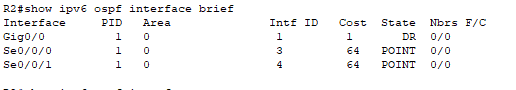 R2#show ipv6 ospf interface brief
Interface PID Area Intf ID Cost State Nbrs F/C
Gig0/0 1 0 1 1 DR 0/0
Se0/0/0 1 0 3 64 POINT 0/0
Se0/0/1 1 0 4 64 POINT 0/0